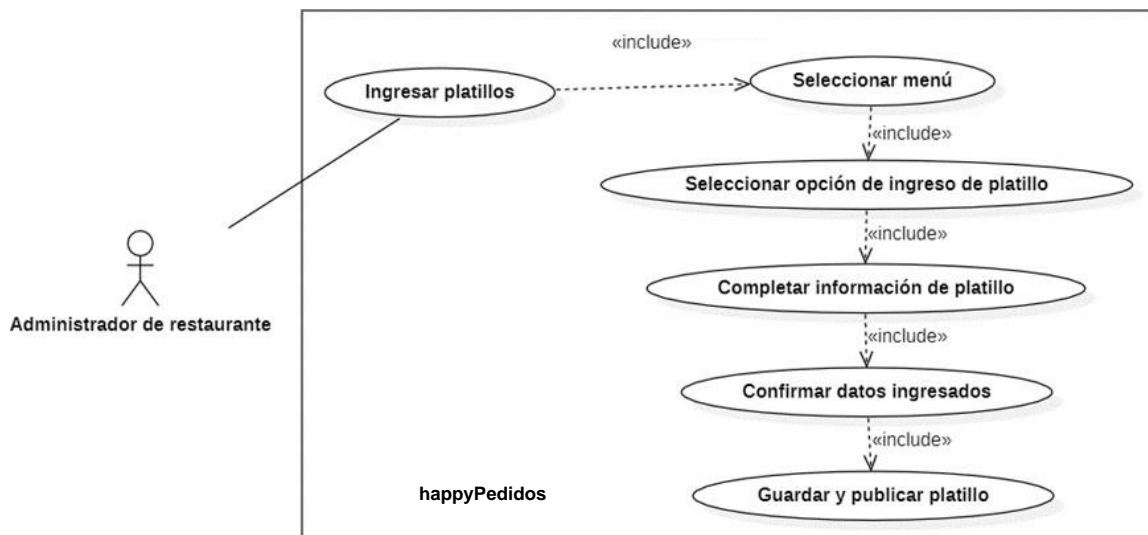 «include»
Ingresar platillos
Seleccionar menú
«include»
Seleccionar opción de ingreso de platillo
«include»
Completar información de platillo
Administrador de restaurante
«include»
Confirmar datos ingresados
«include»
happyPedidos
Guardar y publicar platillo